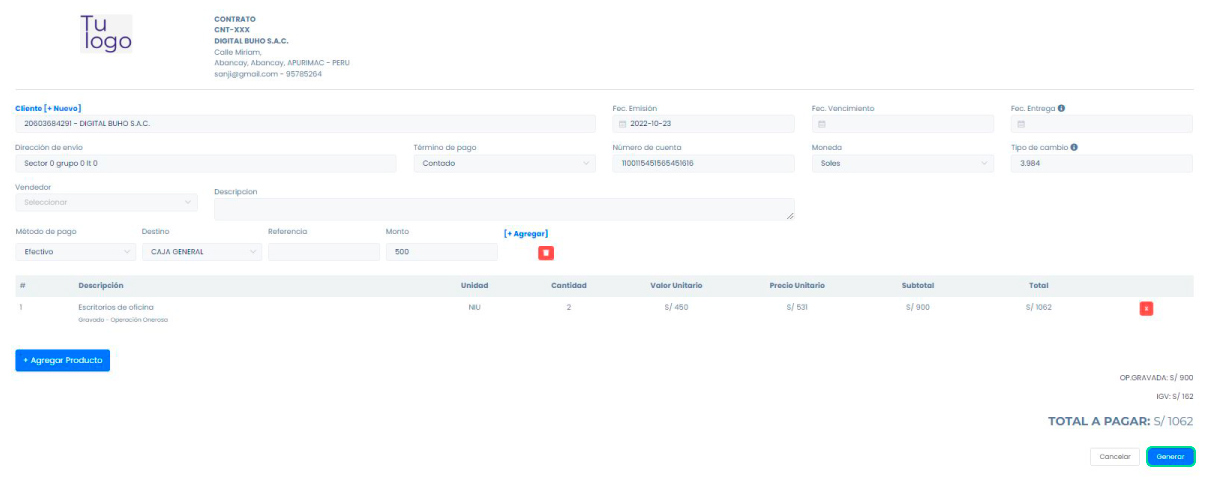 Tu
logo
CONTRATO
CNT-XXX
DIGITAL BUHO S.A.C.
Calle Miriam,
Abancay, Abancay, APURIMAC - PERU
sanji@gmail.com - 95785264
Cliente [+ Nuevo]
Fec. Emisión
Fec. Vencimiento
Fec. Entrega
20603684291 - DIGITAL BUHO S.A.C.
2022-10-23
Dirección de envío
Término de pago
Número de cuenta
Moneda
Tipo de cambio
Sector 0 grupo 0 lt 0
Contado
1100115451565451616
Soles
3.984
Vendedor
Descripcion
Seleccionar
Método de pago
Destino
Referencia
Monto
[+ Agregar]
Efectivo
CAJA GENERAL
500
# Descripción Unidad Cantidad Valor Unitario Precio Unitario Subtotal Total
1 Escritorios de oficina NIU 2 S/ 450 S/ 531 S/ 900 S/ 1062
Gravado - Operación Onerosa
+ Agregar Producto
OP.GRAVADA: S/ 900
IGV: S/ 162
TOTAL A PAGAR: S/ 1062
Cancelar
Generar